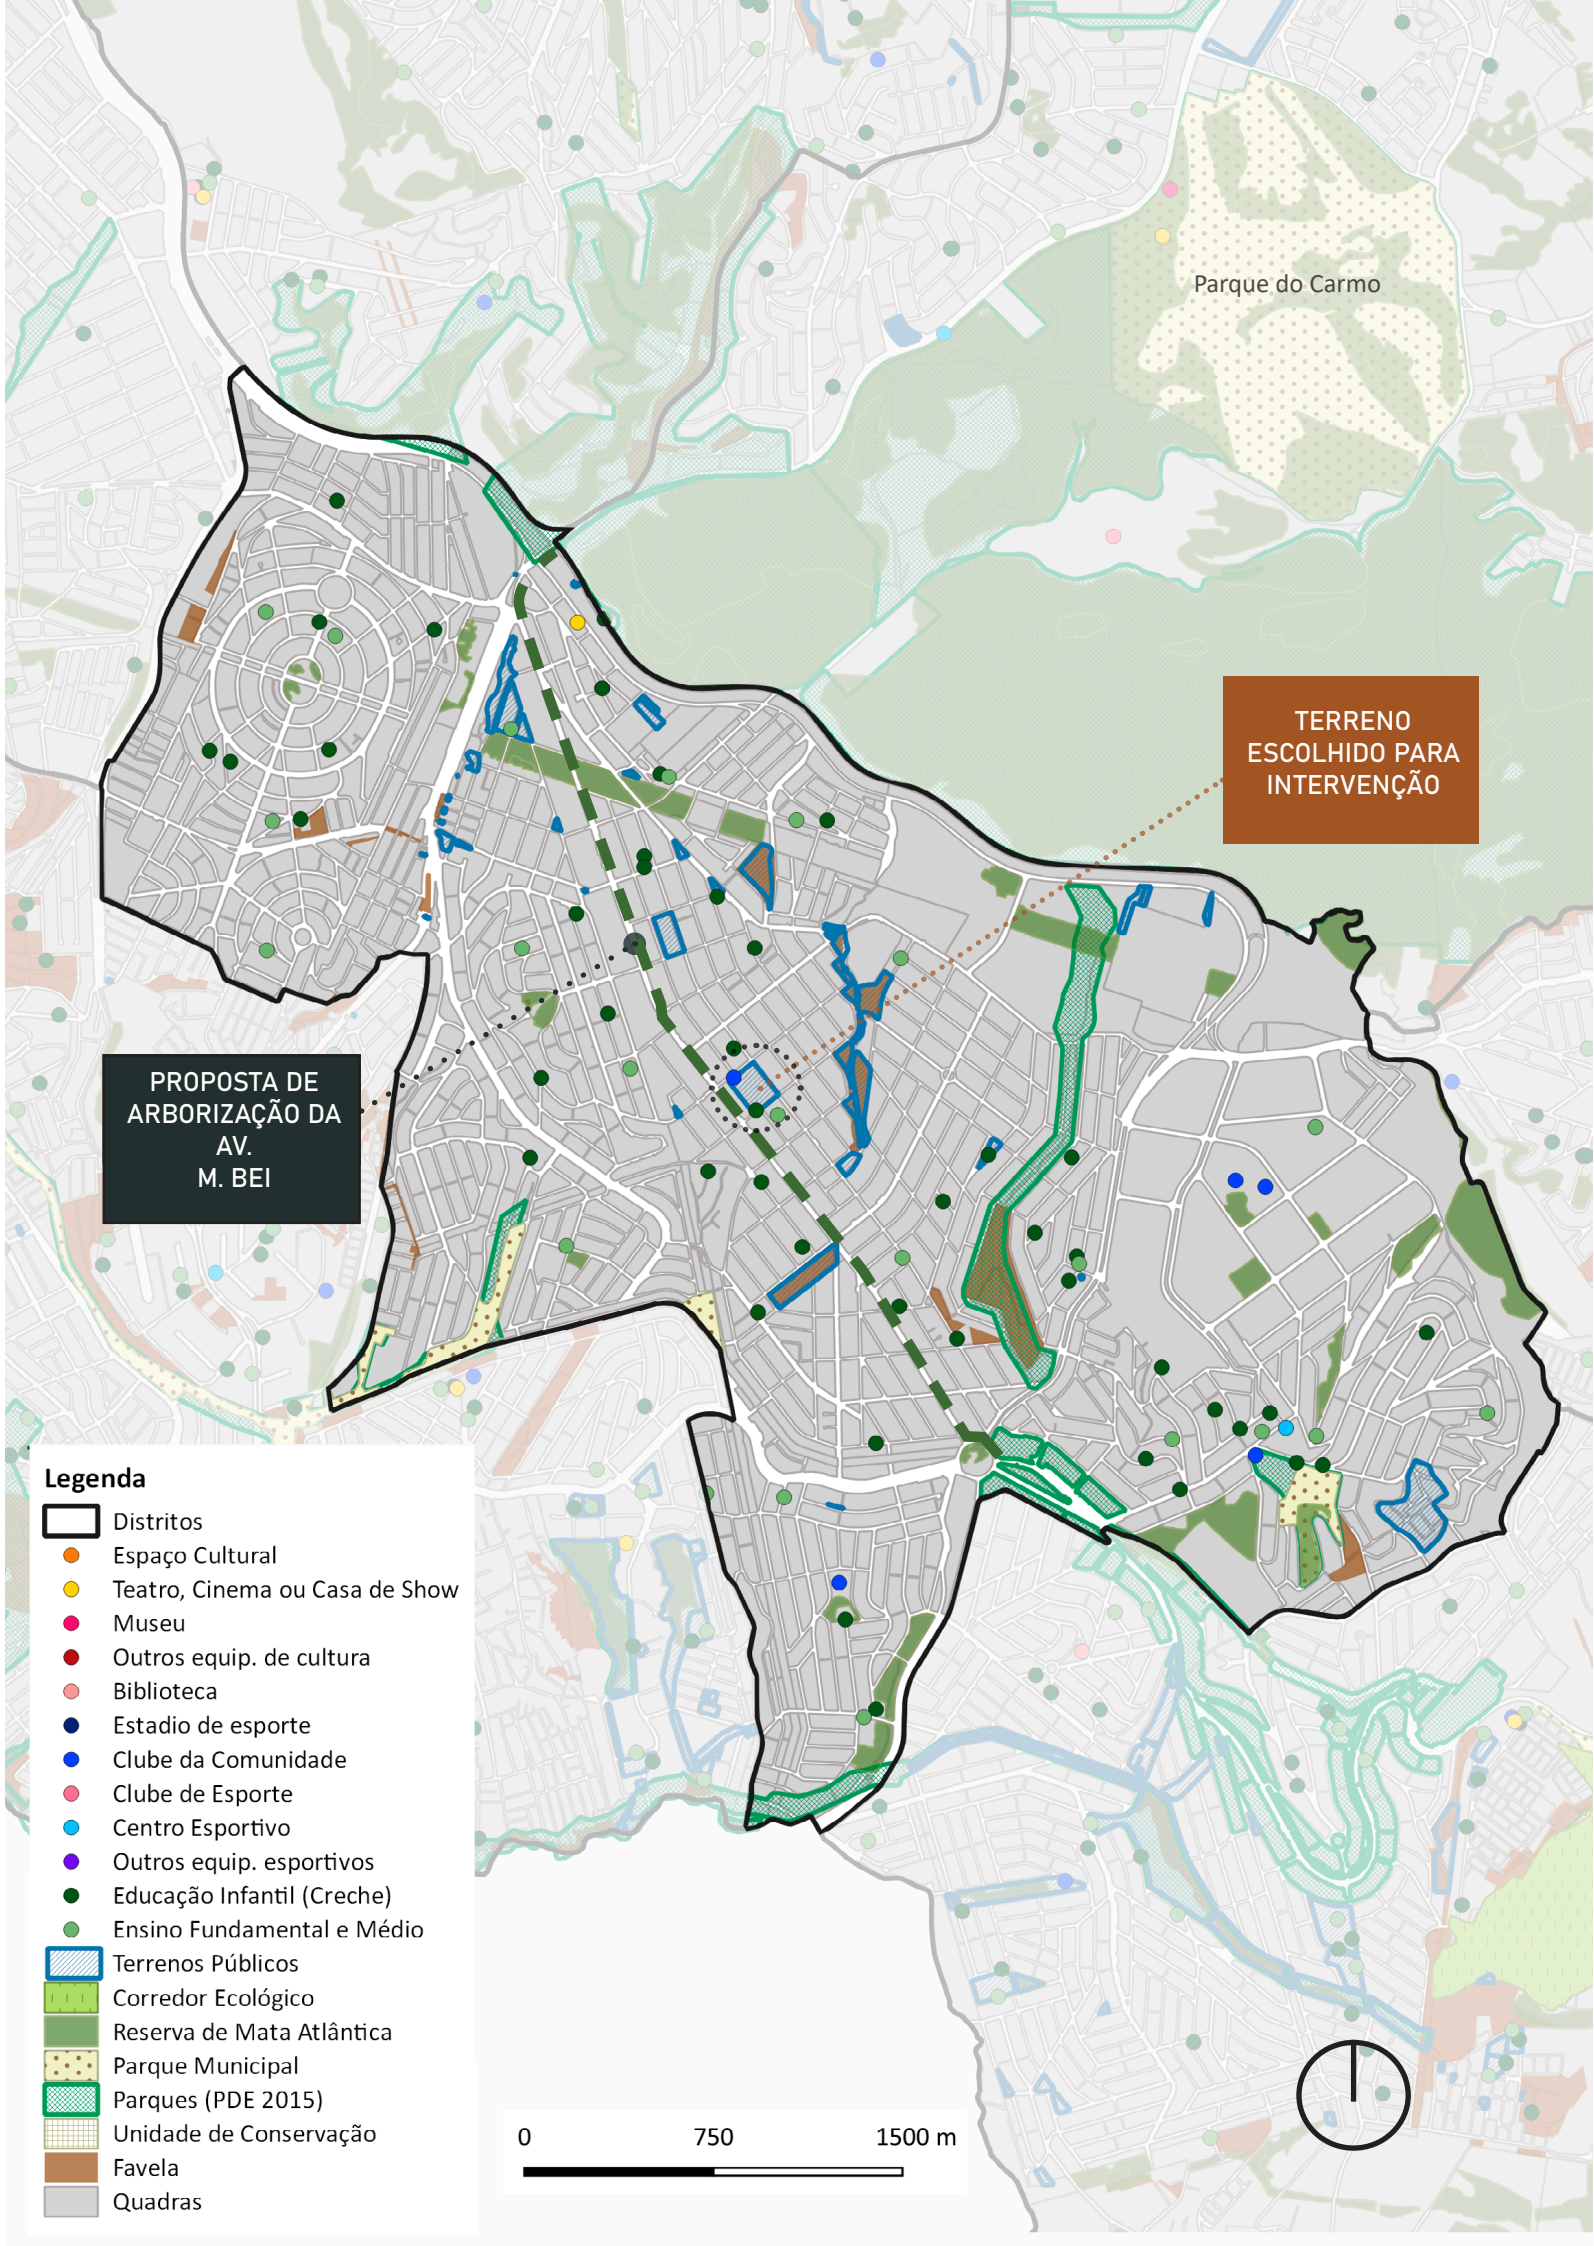 Parque do Carmo
TERRENO
ESCOLHIDO PARA
INTERVENÇÃO
PROPOSTA DE
ARBORIZAÇÃO DA
AV.
M. BEI
Legenda
Distritos
Espaço Cultural
Teatro, Cinema ou Casa de Show
Museu
Outros equip. de cultura
Biblioteca
Estadio de esporte
Clube da Comunidade
Clube de Esporte
Centro Esportivo
Outros equip. esportivos
Educação Infantil (Creche)
Ensino Fundamental e Médio
Terrenos Públicos
Corredor Ecológico
Reserva de Mata Atlântica
Parque Municipal
Parques (PDE 2015)
Unidade de Conservação
Favela
Quadras
0 750 1500 m